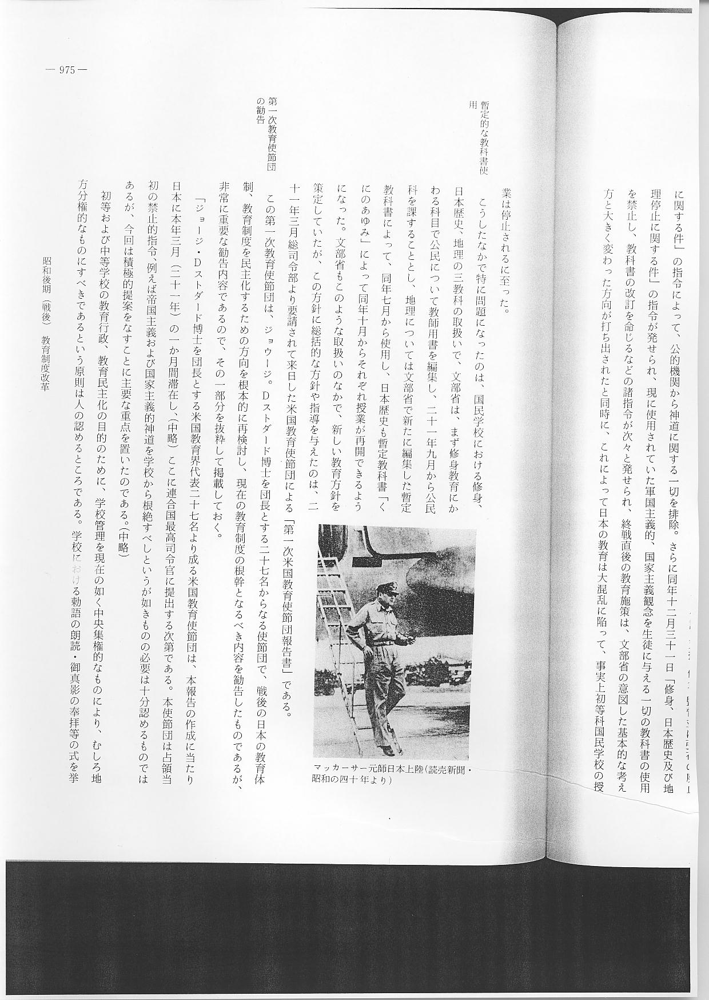 に関する件」の指令によって、公的機関から神道に関する一切を排除。さらに同年十二月三十一日「修身、日本歴史及び地
理停止に関する件」の指令が発せられ、現に使用されていた軍国主義的、国家主義観念を生徒に与える一切の教科書の使用
を禁止し、教科書の改訂を命じるなどの諸指令が次々と発せられ、終戦直後の教育施策は、文部省の意図した基本的な考え
方と大きく変わった方向が打ち出されたと同時に、これによって日本の教育は大混乱に陥って、事実上初等科国民学校の授
業は停止されるに至った。
暫定的な教科書使
用
こうしたなかで特に問題になったのは、国民学校における修身、
日本歴史、地理の三教科の取扱いで、文部省は、まず修身教育にか
わる科目で公民について教師用書を編集し、二十一年九月から公民
科を課することとし、地理については文部省で新たに編集した暫定
教科書によって、同年七月から使用し、日本歴史も暫定教科書「く
にのあゆみ」によって同年十月からそれぞれ授業が再開できるよう
になった。文部省もこのような取扱いのなかで、新しい教育方針を
策定していたが、この方針に総括的な方針や指導を与えたのは、二
十一年三月総司令部より要請されて来日した米国教育使節団による「第一次米国教育使節団報告書」である。
マッカーサー元師日本上陸(読売新聞・
昭和の四十年より)
第一次教育使節団
の勧告
この第一次教育使節団は、ジョウージ。Dストダード博士を団長とする二十七名からなる使節団で、戦後の日本の教育体
制、教育制度を民主化するための方向を根本的に再検討し、現在の教育制度の根幹となるべき内容を勧告したものであるが、
非常に重要な勧告内容であるので、その一部分を抜粋して掲載しておく。
「ジョージ・Dストダード博士を団長とする米国教育界代表二十七名より成る米国教育使節団は、本報告の作成に当たり
日本に本年三月（二十一年）の一か月間滞在し、（中略）ここに連合国最高司令官に提出する次第である。本使節団は占領当
初の禁止的指令、例えば帝国主義および国家主義的神道を学校から根絶すべしというが如きものの必要は十分認めるものでは
あるが、今回は積極的提案をなすことに主要な重点を置いたのである。（中略）
初等および中等学校の教育行政、教育民主化の目的のために、学校管理を現在の如く中央集権的なものにより、むしろ地
方分権的なものにすべきであるという原則は人の認めるところである。学校における勅語の朗読・御真影の奉拝等の式を挙
昭和後期（戦後） 教育制度改革
— 975 —